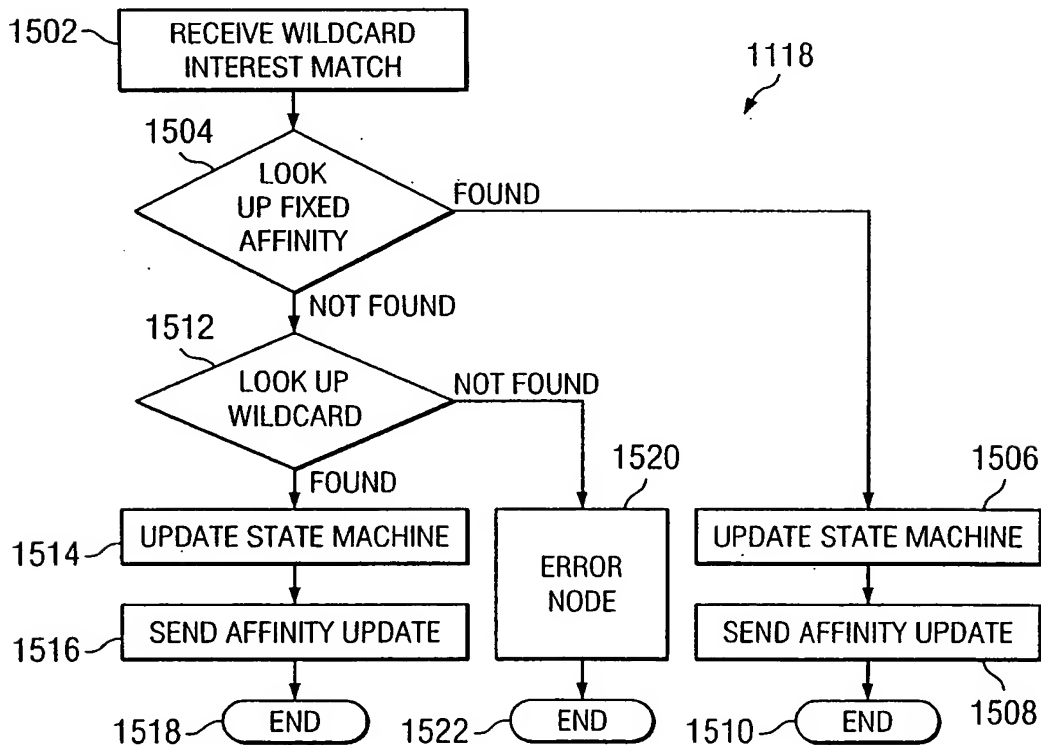 1502
RECEIVE WILDCARD
INTEREST MATCH
1118
1504
LOOK
UP FIXED
AFFINITY
FOUND
NOT FOUND
1512
LOOK UP
WILDCARD
NOT FOUND
FOUND
1520
1506
1514
UPDATE STATE MACHINE
ERROR
NODE
UPDATE STATE MACHINE
1516
SEND AFFINITY UPDATE
SEND AFFINITY UPDATE
1508
1518
END
1522
END
1510
END